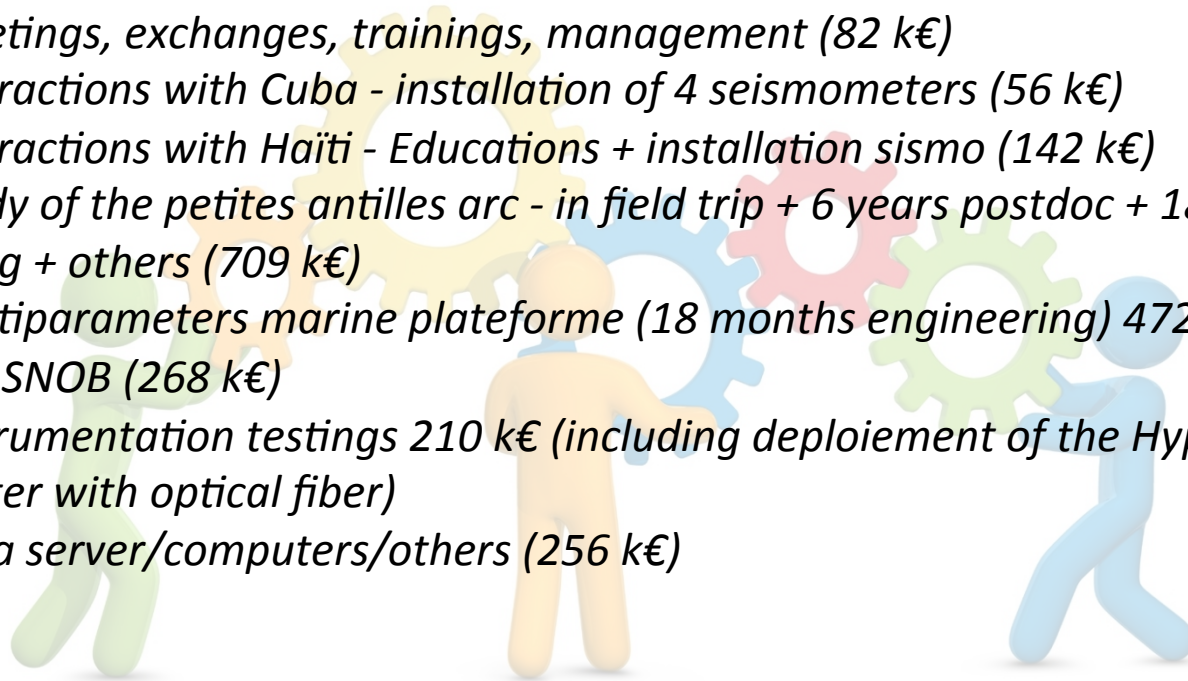 etings, exchanges, trainings, management (82 k€)
ractions with Cuba - installation of 4 seismometers (56 k€)
ractions with Haïti - Educations + installation sismo (142 k€)
dy of the petites antilles arc - in field trip + 6 years postdoc + 18
g + others (709 k€)
tiparameters marine plateforme (18 months engineering) 472
SNOB (268 k€)
rumentation testings 210 k€ (including deploiement of the Hyp
ter with optical fiber)
a server/computers/others (256 k€)